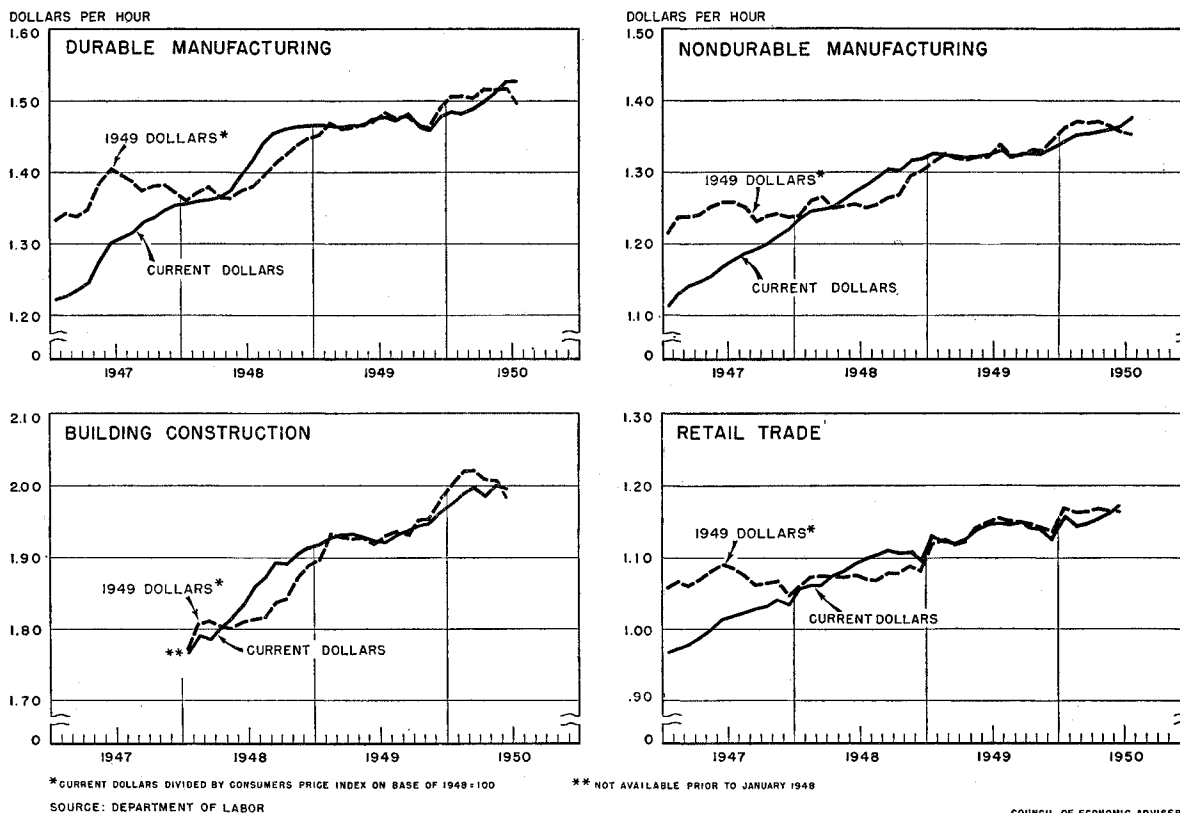 DOLLARS PER HOUR
DURABLE MANUFACTURING
1.60
1.50
1.40
1.30
1.20
0
1949 DOLLARS*
CURRENT DOLLARS
1947 1948 1949 1950
DOLLARS PER HOUR
NONDURABLE MANUFACTURING
1.50
1.40
1.30
1.20
1.10
0
1949 DOLLARS*
CURRENT DOLLARS
1947 1948 1949 1950
BUILDING CONSTRUCTION
2.10
2.00
1.90
1.80
1.70
0
1949 DOLLARS*
**
CURRENT DOLLARS
1947 1948 1949 1950
RETAIL TRADE
1.30
1.20
1.10
1.00
.90
0
1949 DOLLARS*
CURRENT DOLLARS
1947 1948 1949 1950
*CURRENT DOLLARS DIVIDED BY CONSUMERS PRICE INDEX ON BASE OF 1948=100
** NOT AVAILABLE PRIOR TO JANUARY 1948
SOURCE: DEPARTMENT OF LABOR
COUNCIL OF ECONOMIC ADVISER